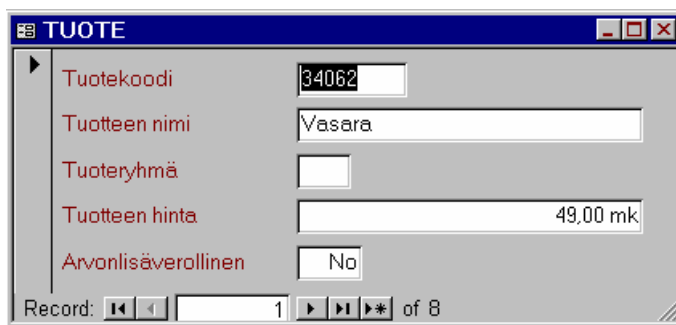 TUOTE
Tuotekoodi 34062
Tuotteen nimi Vasara
Tuoteryhmä
Tuotteen hinta 49,00 mk
Arvonlisäverollinen No
Record: 1 of 8